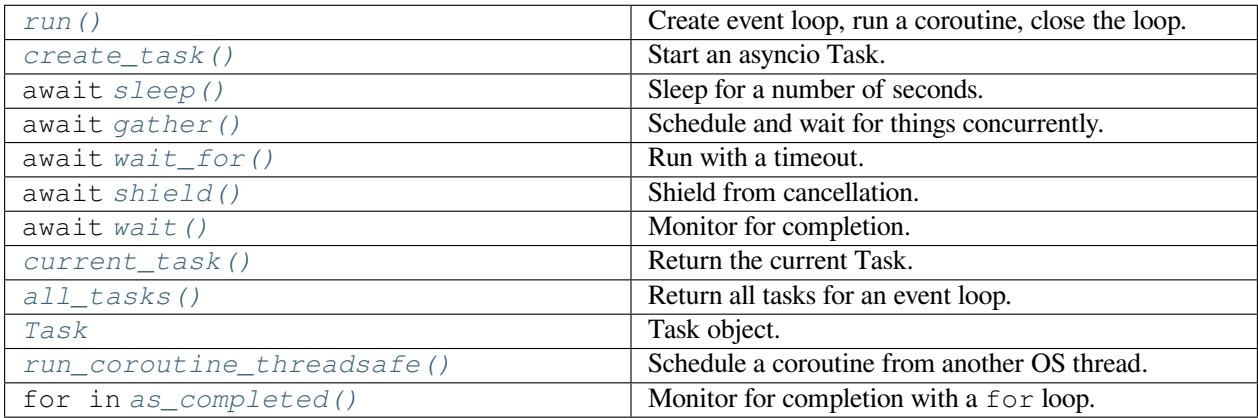 run() Create event loop, run a coroutine, close the loop.
create_task() Start an asyncio Task.
await sleep() Sleep for a number of seconds.
await gather() Schedule and wait for things concurrently.
await wait_for() Run with a timeout.
await shield() Shield from cancellation.
await wait() Monitor for completion.
current_task() Return the current Task.
all_tasks() Return all tasks for an event loop.
Task Task object.
run_coroutine_threadsafe() Schedule a coroutine from another OS thread.
for in as_completed() Monitor for completion with a for loop.